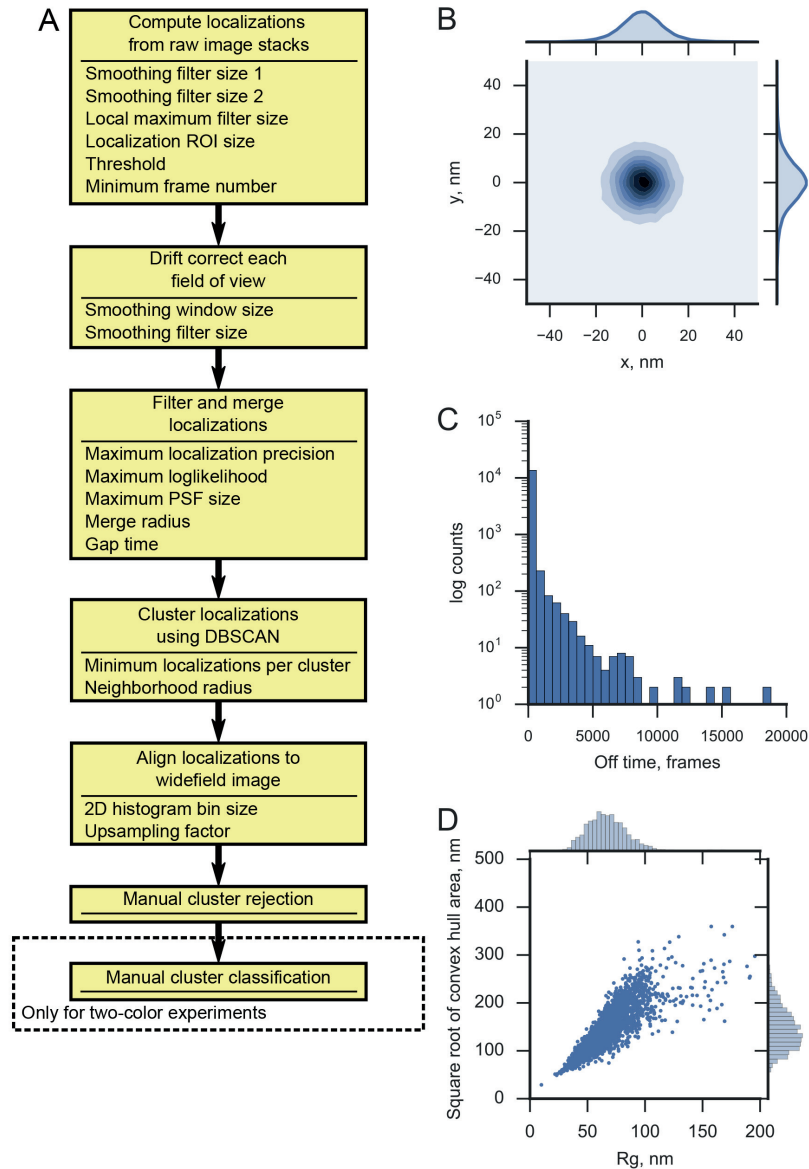 A
Compute localizations
from raw image stacks
Smoothing filter size 1
Smoothing filter size 2
Local maximum filter size
Localization ROI size
Threshold
Minimum frame number
Drift correct each
field of view
Smoothing window size
Smoothing filter size
Filter and merge
localizations
Maximum localization precision
Maximum loglikelihood
Maximum PSF size
Merge radius
Gap time
Cluster localizations
using DBSCAN
Minimum localizations per cluster
Neighborhood radius
Align localizations to
widefield image
2D histogram bin size
Upsampling factor
Manual cluster rejection
Manual cluster classification
Only for two-color experiments
B
y, nm
40
20
0
−20
−40
−40 −20 0 20 40
x, nm
C
log counts
10^5
10^4
10^3
10^2
10^1
10^0
0 5000 10000 15000 20000
Off time, frames
D
Square root of convex hull area, nm
500
400
300
200
100
0
0 50 100 150 200
Rg, nm